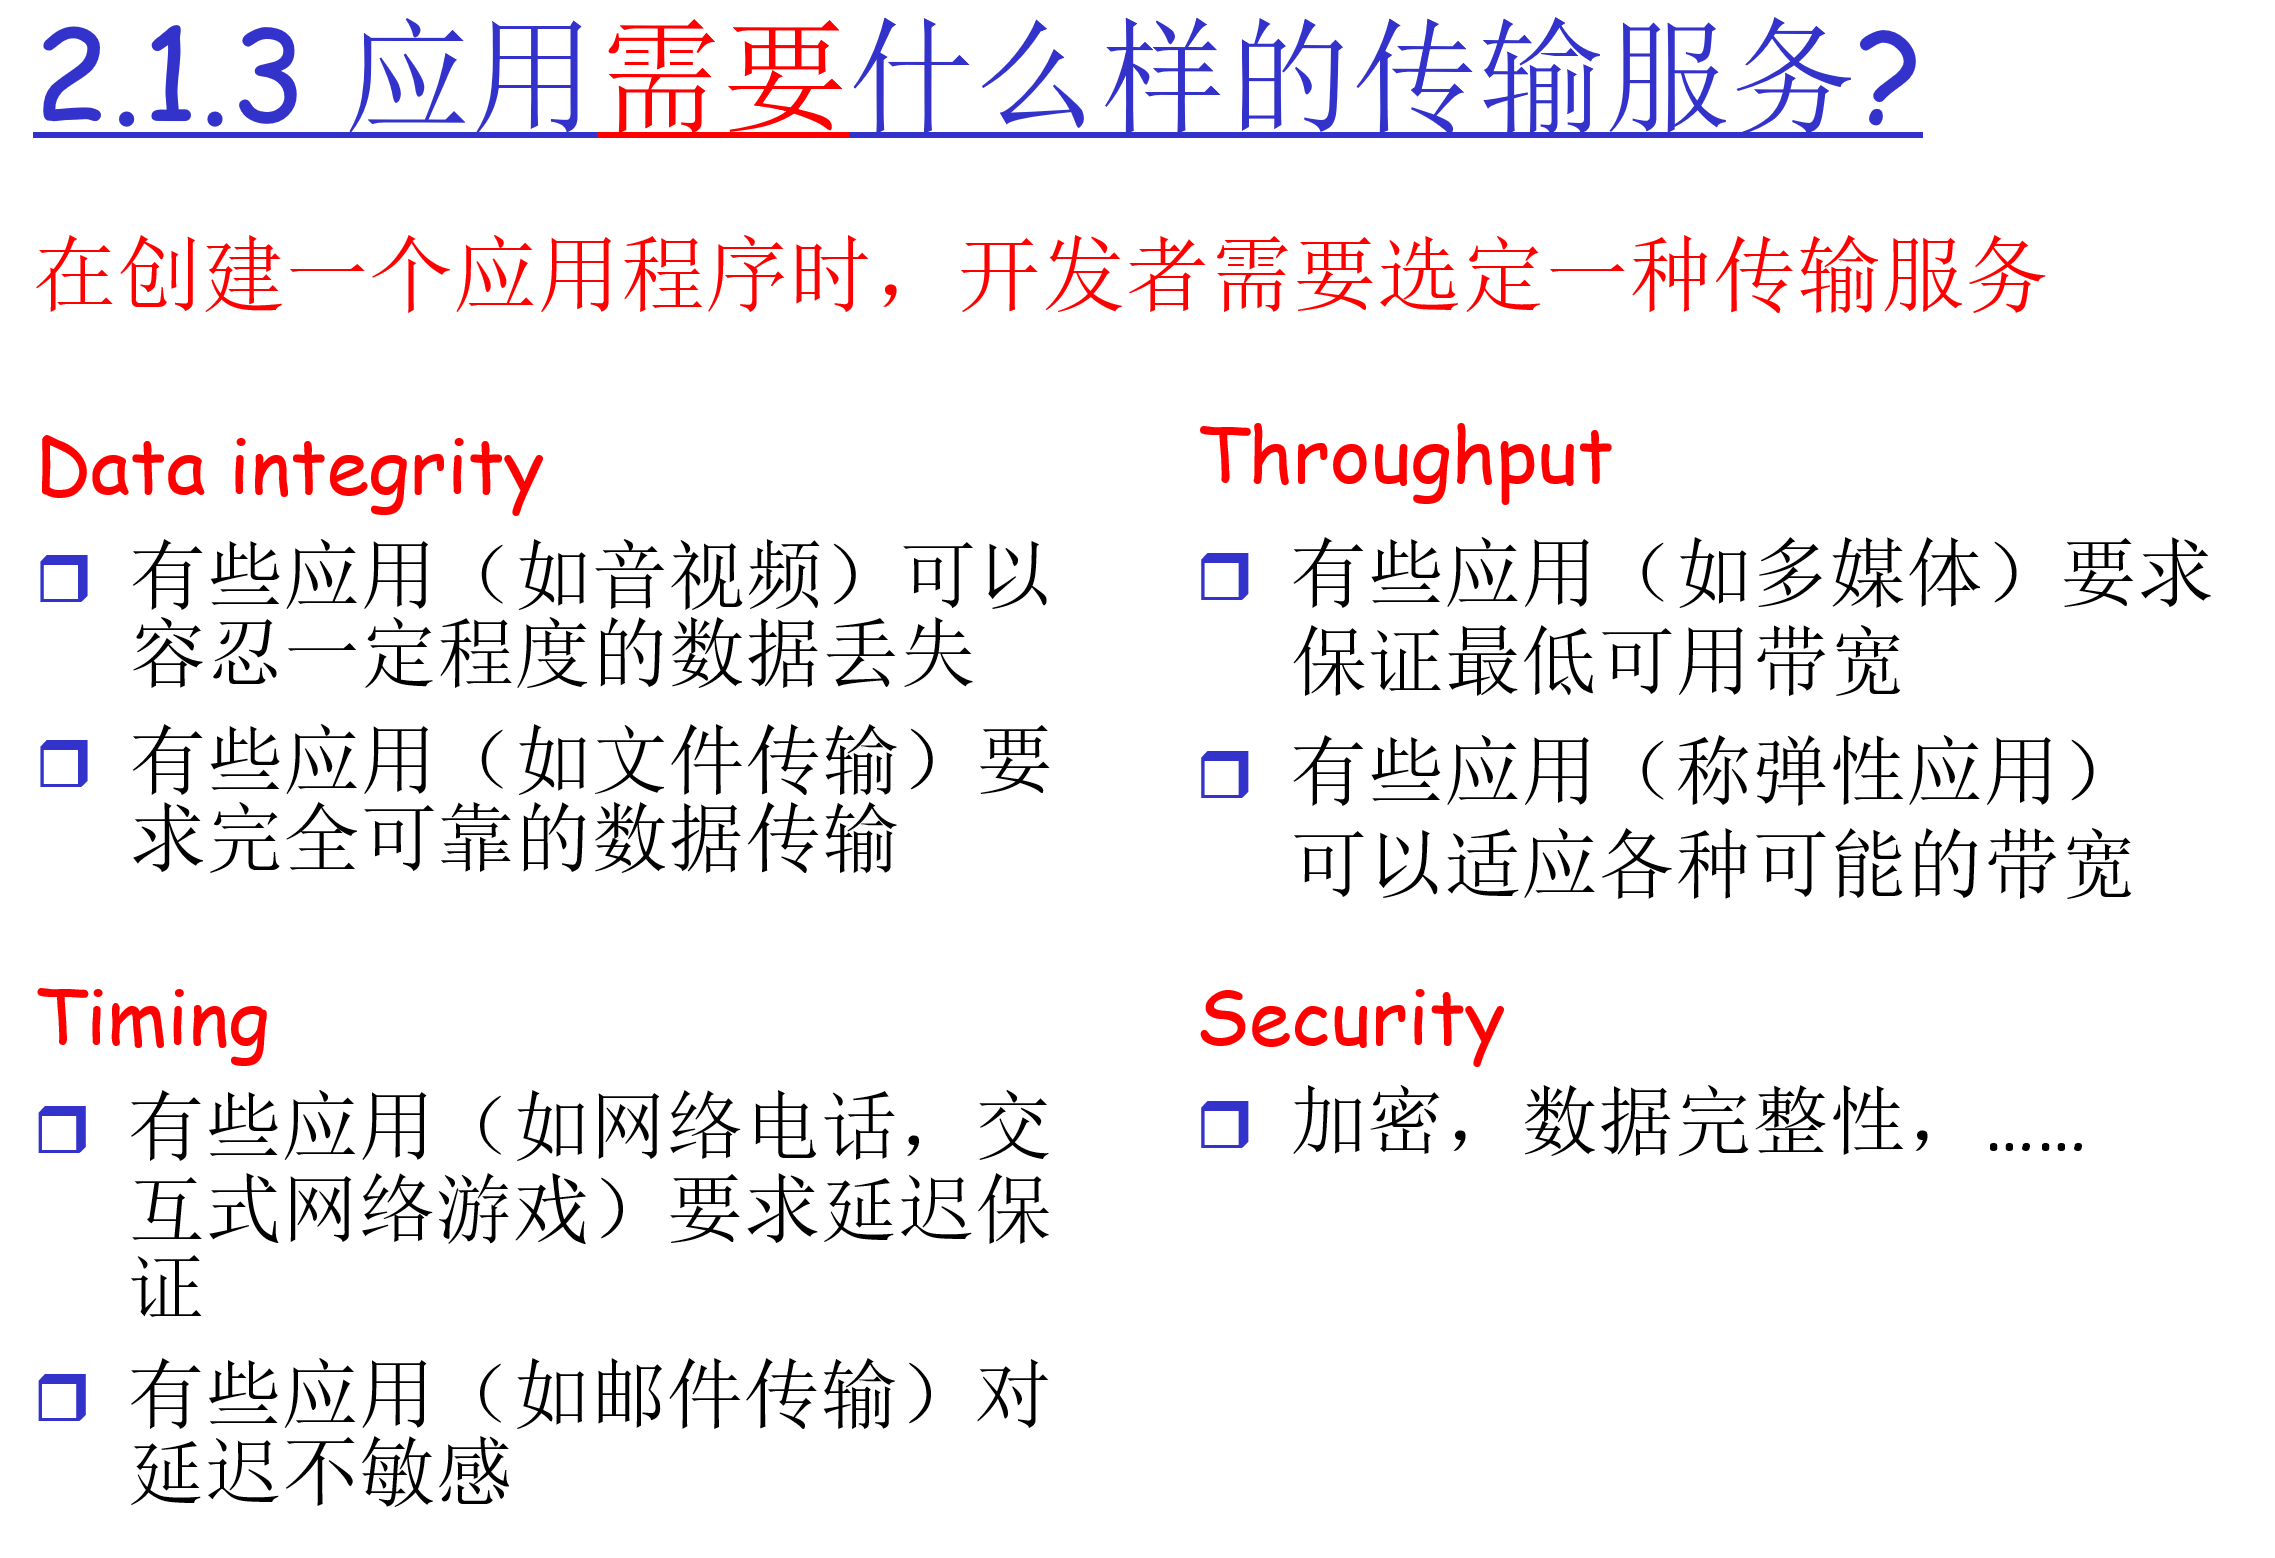 2.1.3 应用需要什么样的传输服务?
在创建一个应用程序时，开发者需要选定一种传输服务
Data integrity
有些应用（如音视频）可以
容忍一定程度的数据丢失
有些应用（如文件传输）要
求完全可靠的数据传输
Timing
有些应用（如网络电话，交
互式网络游戏）要求延迟保
证
有些应用（如邮件传输）对
延迟不敏感
Throughput
有些应用（如多媒体）要求
保证最低可用带宽
有些应用（称弹性应用）
可以适应各种可能的带宽
Security
加密，数据完整性，……